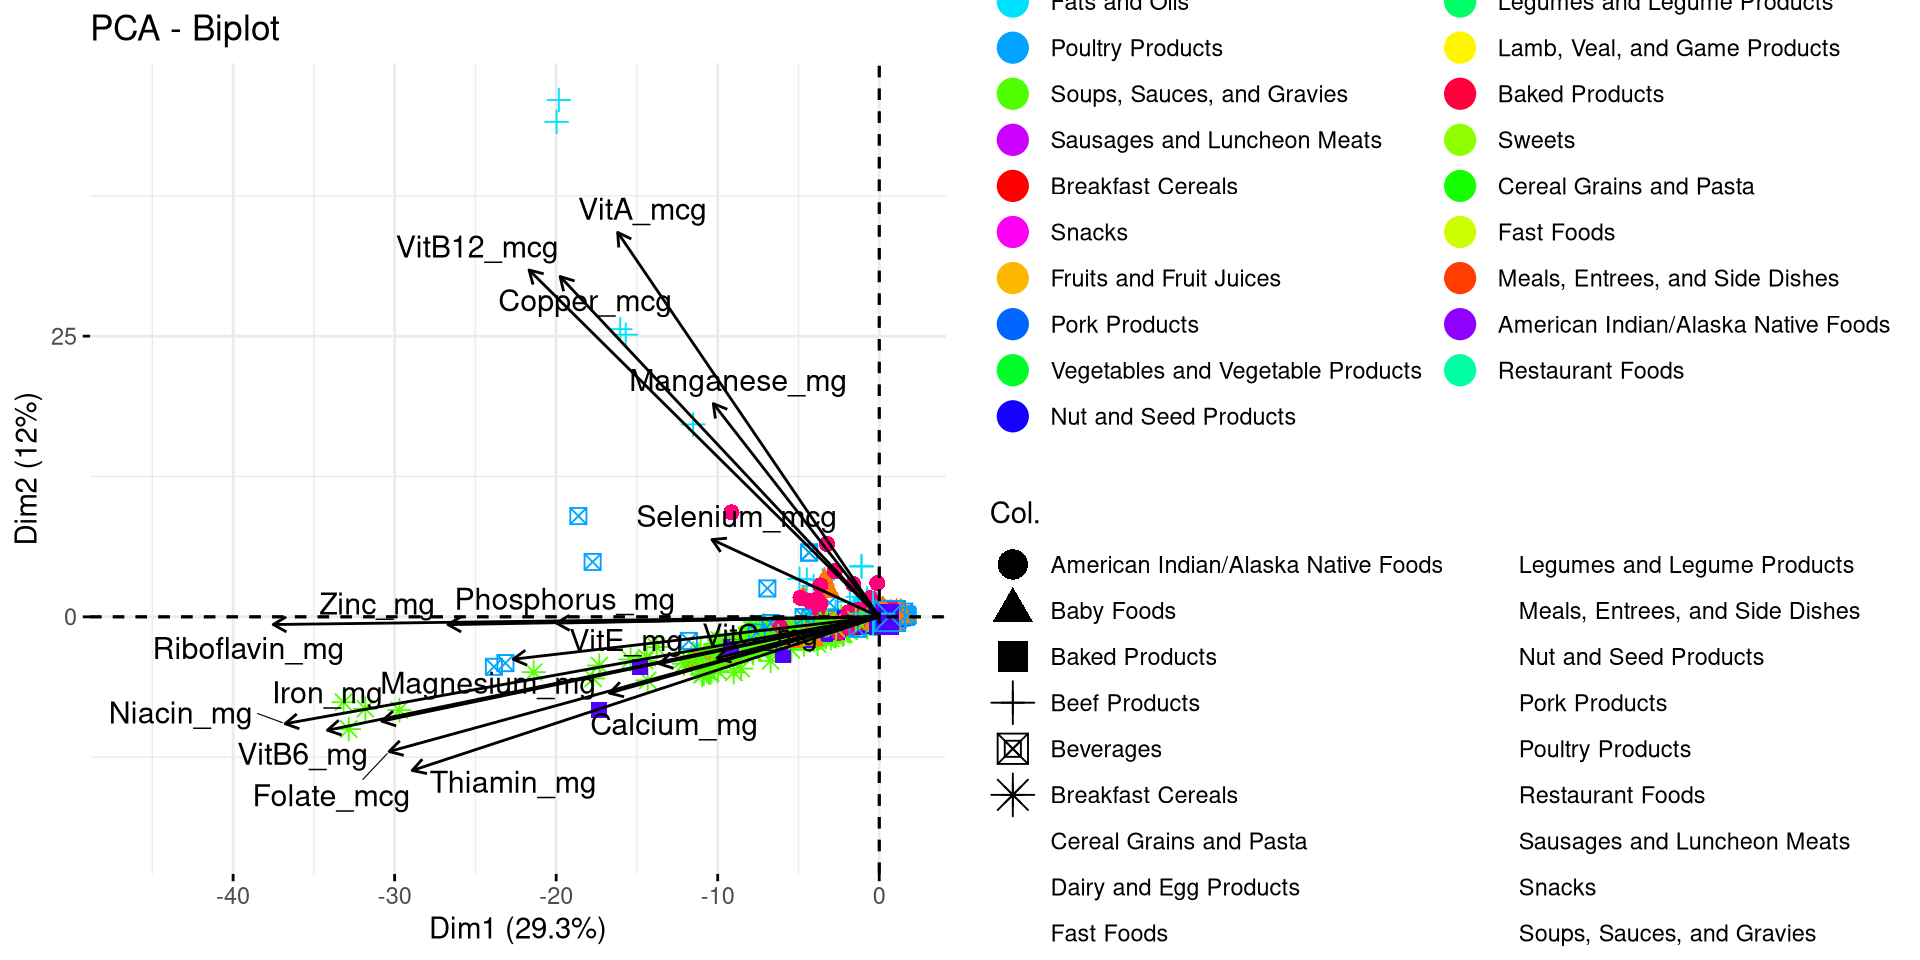 PCA - Biplot
VitA_mcg
VitB12_mcg
Copper_mcg
25
Manganese_mg
Selenium_mcg
Dim2 (12%)
Zinc_mg
Phosphorus_mg
0
VitE_mg
VitC_mg
Riboflavin_mg
Iron_mg
Magnesium_mg
Niacin_mg
Calcium_mg
VitB6_mg
Thiamin_mg
Folate_mcg
-40
-30
-20
-10
0
Dim1 (29.3%)
Fats and Oils
Poultry Products
Soups, Sauces, and Gravies
Sausages and Luncheon Meats
Breakfast Cereals
Snacks
Fruits and Fruit Juices
Pork Products
Vegetables and Vegetable Products
Nut and Seed Products
Legumes and Legume Products
Lamb, Veal, and Game Products
Baked Products
Sweets
Cereal Grains and Pasta
Fast Foods
Meals, Entrees, and Side Dishes
American Indian/Alaska Native Foods
Restaurant Foods
Col.
American Indian/Alaska Native Foods
Baby Foods
Baked Products
Beef Products
Beverages
Breakfast Cereals
Cereal Grains and Pasta
Dairy and Egg Products
Fast Foods
Legumes and Legume Products
Meals, Entrees, and Side Dishes
Nut and Seed Products
Pork Products
Poultry Products
Restaurant Foods
Sausages and Luncheon Meats
Snacks
Soups, Sauces, and Gravies